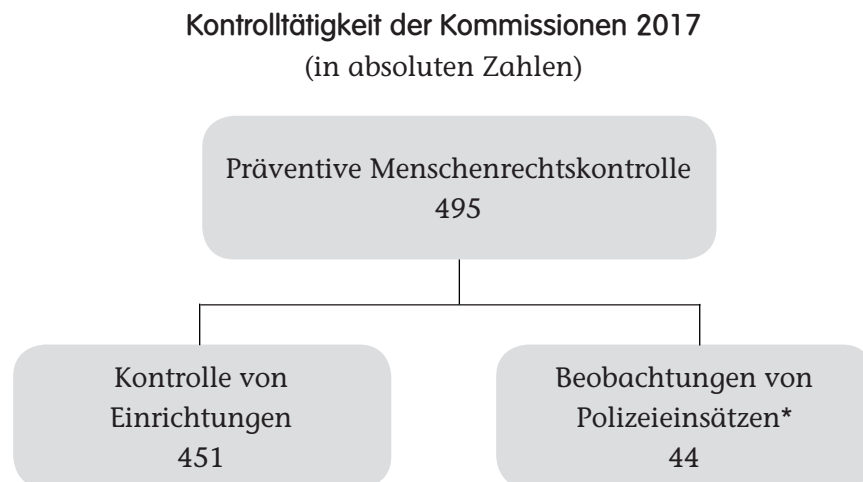 Kontrolltätigkeit der Kommissionen 2017
(in absoluten Zahlen)
Präventive Menschenrechtskontrolle
495
Kontrolle von
Einrichtungen
451
Beobachtungen von
Polizeieinsätzen*
44